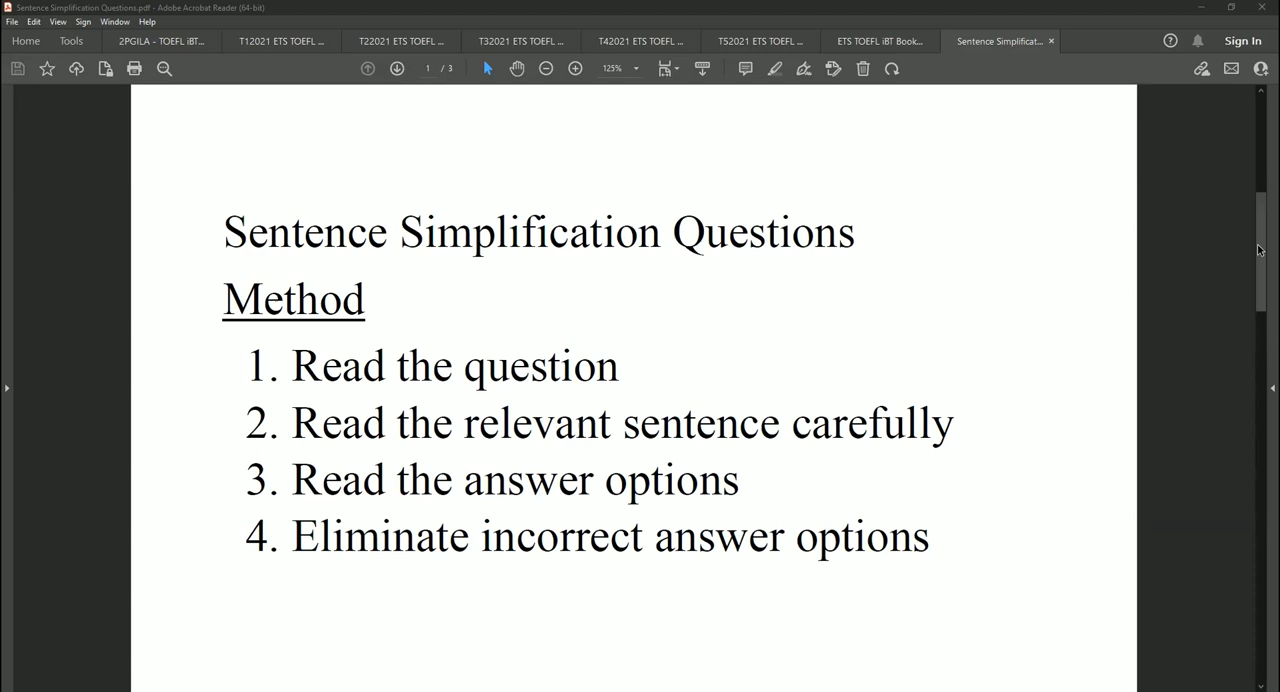 Sentence Simplification Questions.pdf - Adobe Acrobat Reader (64-bit)
File Edit View Sign Window Help
Home Tools 2PGILA - TOEFL iBT... T12021 ETS TOEFL ... T22021 ETS TOEFL ... T32021 ETS TOEFL ... T42021 ETS TOEFL ... T52021 ETS TOEFL ... ETS TOEFL iBT Book... Sentence Simplificat... × Sign In
1 / 3 125%
Sentence Simplification Questions
Method
1. Read the question
2. Read the relevant sentence carefully
3. Read the answer options
4. Eliminate incorrect answer options